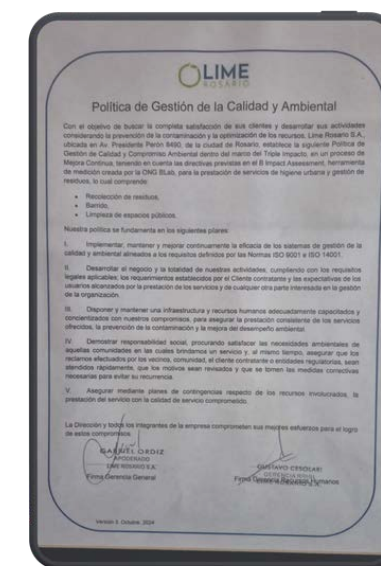 LIME
ROSARIO
Política de Gestión de la Calidad y Ambiental
Con el objetivo de buscar la completa satisfacción de sus clientes y desarrollar sus actividades
considerando la prevención de la contaminación y la optimización de los recursos, Lime Rosario S.A.,
ubicada en Av. Presidente Perón 8490, de la ciudad de Rosario, establece la siguiente Política de
Gestión de Calidad y Compromiso Ambiental dentro del marco del Triple Impacto, en un proceso de
Mejora Continua, teniendo en cuenta las directivas previstas en el B Impact Assessment, herramienta
de medición creada por la ONG BLab, para la prestación de servicios de higiene urbana y gestión de
residuos, lo cual comprende:
• Recolección de residuos,
• Barrido,
• Limpieza de espacios públicos,
Nuestra política se fundamenta en los siguientes pilares:
I. Implementar, mantener y mejorar continuamente la eficacia de los sistemas de gestión de la
calidad y ambiental alineados a los requisitos definidos por las Normas ISO 9001 e ISO 14001.
II. Desarrollar el negocio y la totalidad de nuestras actividades, cumpliendo con los requisitos
legales aplicables, los requerimientos establecidos por el Cliente contratante y las expectativas de los
usuarios alcanzados por la prestación de los servicios y de cualquier otra parte interesada en la gestión
de la organización.
III. Disponer y mantener una infraestructura y recursos humanos adecuadamente capacitados y
concientizados con nuestros compromisos, para asegurar la prestación consistente de los servicios
ofrecidos, la prevención de la contaminación y la mejora del desempeño ambiental.
IV. Demostrar responsabilidad social, procurando satisfacer las necesidades ambientales de
aquellas comunidades en las cuales brindamos un servicio y, al mismo tiempo, asegurar que los
reclamos efectuados por los vecinos, comunidad, el cliente contratante o entidades regulatorias, sean
atendidos rápidamente, que los motivos sean revisados y que se tomen las medidas correctivas
necesarias para evitar su recurrencia.
V. Asegurar mediante planes de contingencias respecto de los recursos involucrados, la
prestación del servicio con la calidad de servicio comprometido.
La Dirección y todos los integrantes de la empresa comprometen sus mejores esfuerzos para el logro
de estos compromisos.
GABRIEL ORDIZ
APODERADO
LIME ROSARIO S.A.
Firma Gerencia General
GUSTAVO CESOLARI
Firma Gerencia Recursos Humanos
Versión 3. Octubre, 2024